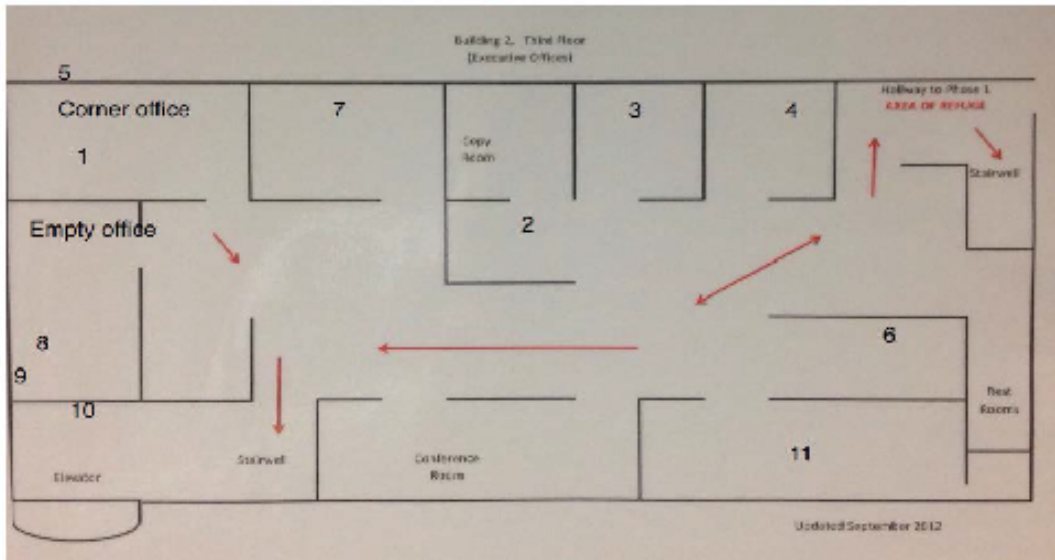 Building 2, Third Floor
(Executive Offices)
5
Corner office
7
3
4
Hallway to Phase 1
AREA OF REFUGE
1
Copy
Room
Stairwell
Empty office
2
8
6
9
10
Rest
Rooms
Elevator
Stairwell
Conference
Room
11
Updated September 2012